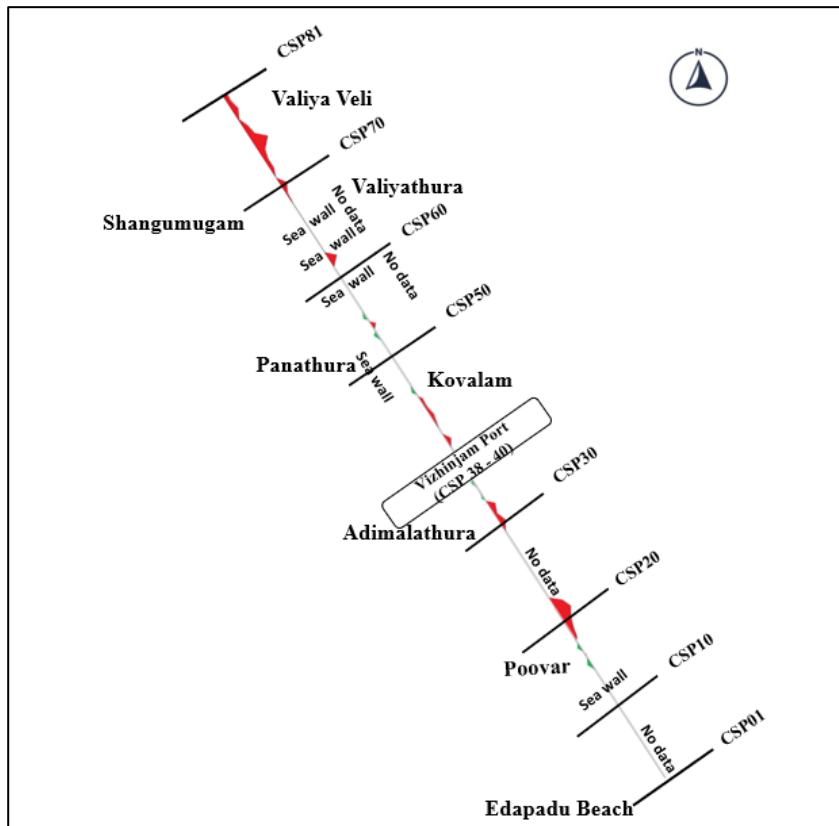 N
CSP81
Valiya Veli
CSP70
No data
Valiyathura
Shangumugam
Sea wall
Sea wall
CSP60
No data
Sea wall
CSP50
Panathura
Sea wall
Kovalam
Vizhinjam Port
(CSP 38 - 40)
CSP30
Adimalathura
No data
CSP20
Poovar
CSP10
Sea wall
CSP01
No data
Edapadu Beach